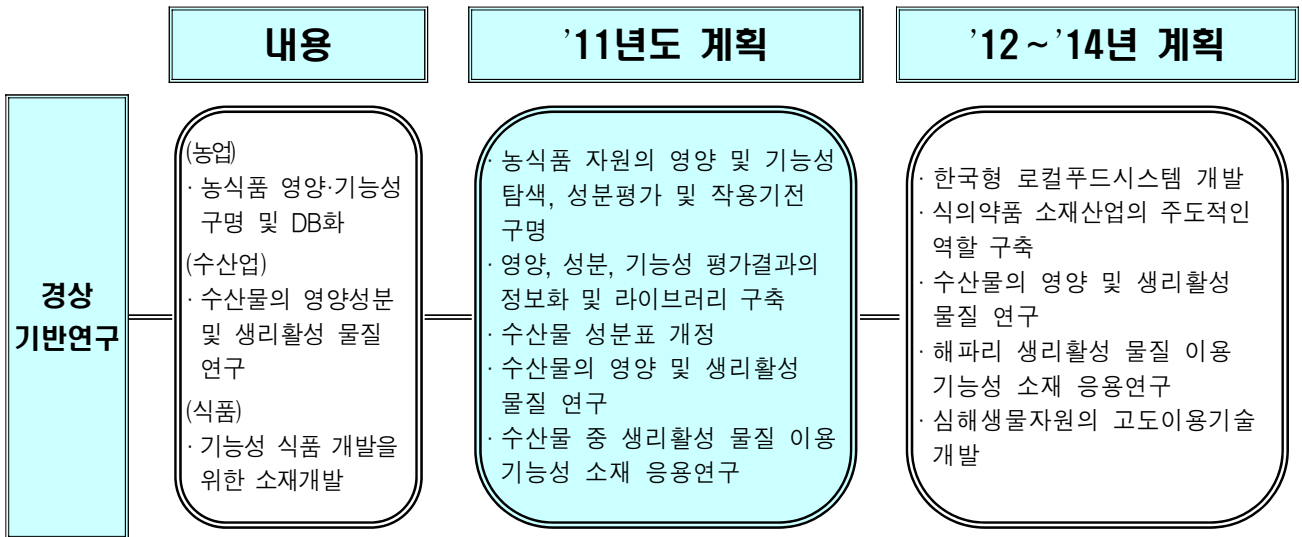 내용
’11년도 계획
’12~’14년 계획
경상
기반연구
(농업)
· 농식품 영양·기능성
구명 및 DB화
(수산업)
· 수산물의 영양성분
및 생리활성 물질
연구
(식품)
· 기능성 식품 개발을
위한 소재개발
· 농식품 자원의 영양 및 기능성
탐색, 성분평가 및 작용기전
구명
· 영양, 성분, 기능성 평가결과의
정보화 및 라이브러리 구축
· 수산물 성분표 개정
· 수산물의 영양 및 생리활성
물질 연구
· 수산물 중 생리활성 물질 이용
기능성 소재 응용연구
· 한국형 로컬푸드시스템 개발
· 식의약품 소재산업의 주도적인
역할 구축
· 수산물의 영양 및 생리활성
물질 연구
· 해파리 생리활성 물질 이용
기능성 소재 응용연구
· 심해생물자원의 고도이용기술
개발